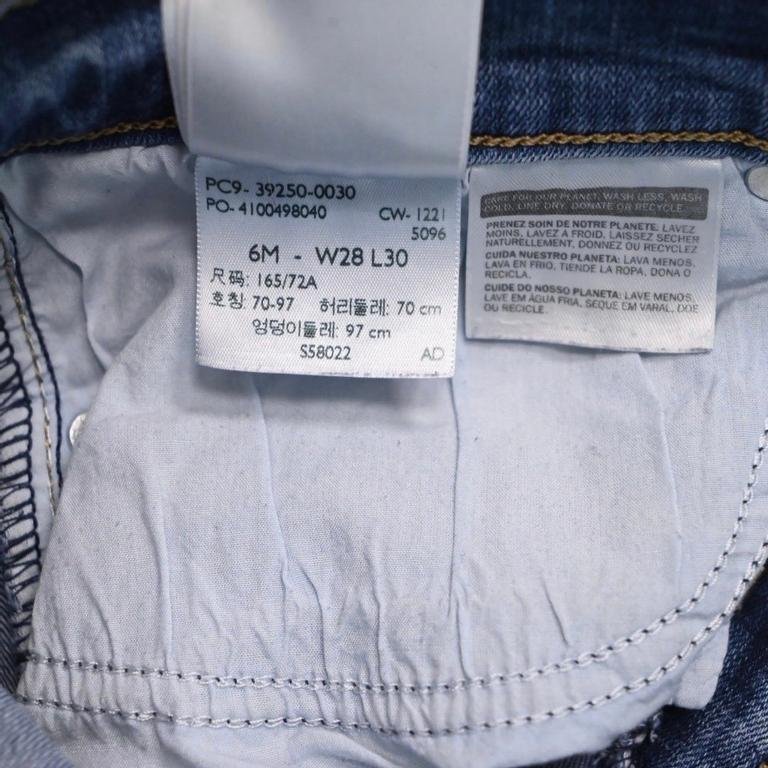 PC9- 39250-0030
PO- 4100498040 CW- 1221
5096
6M - W28 L30
尺码: 165/72A
호칭: 70-97 허리둘레: 70 cm
엉덩이둘레: 97 cm
S58022 AD
CARE FOR OUR PLANET: WASH LESS, WASH
COLD, LINE DRY, DONATE OR RECYCLE.
PRENEZ SOIN DE NOTRE PLANETE: LAVEZ
MOINS, LAVEZ A FROID, LAISSEZ SECHER
NATURELLEMENT, DONNEZ OU RECYCLEZ
CUIDA NUESTRO PLANETA: LAVA MENOS,
LAVA EN FRIO, TIENDE LA ROPA, DONA O
RECICLA.
CUIDE DO NOSSO PLANETA: LAVE MENOS,
LAVE EM ÁGUA FRIA, SEQUE EM VARAL, DOE
OU RECICLE.